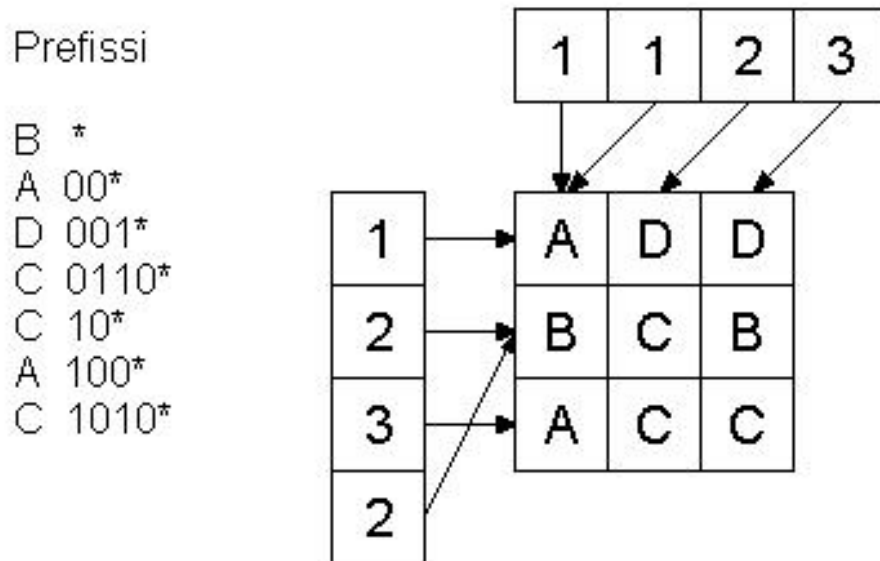 Prefissi
B *
A 00*
D 001*
C 0110*
C 10*
A 100*
C 1010*
1 1 2 3
1 A D D
2 B C B
3 A C C
2